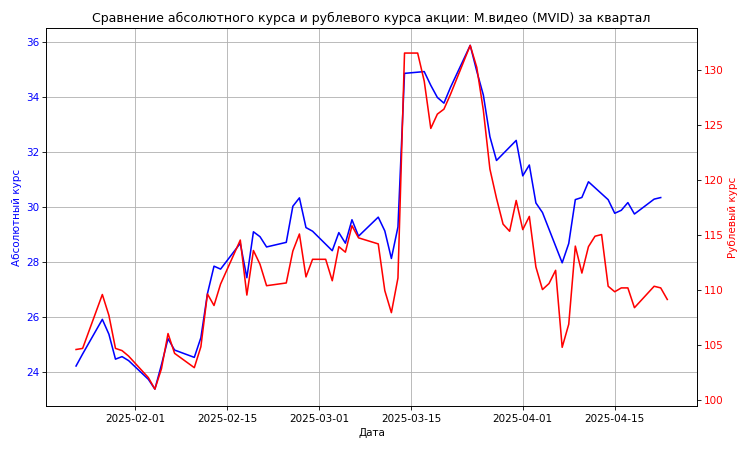 Сравнение абсолютного курса и рублевого курса акции: М.видео (MVID) за квартал
36
34
32
30
28
26
24
Абсолютный курс
130
125
120
115
110
105
100
Рублевый курс
2025-02-01 2025-02-15 2025-03-01 2025-03-15 2025-04-01 2025-04-15
Дата